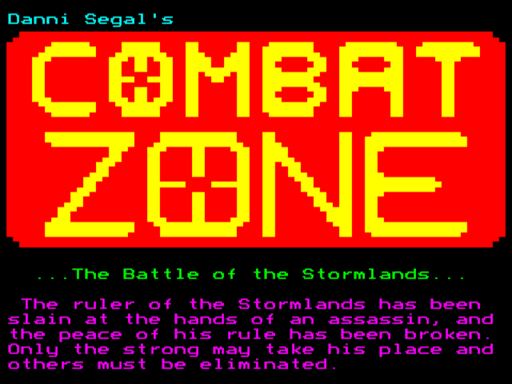 Danni Segal's
COMBAT
ZONE
...The Battle of the Stormlands...
The ruler of the Stormlands has been
slain at the hands of an assassin, and
the peace of his rule has been broken.
Only the strong may take his place and
others must be eliminated.